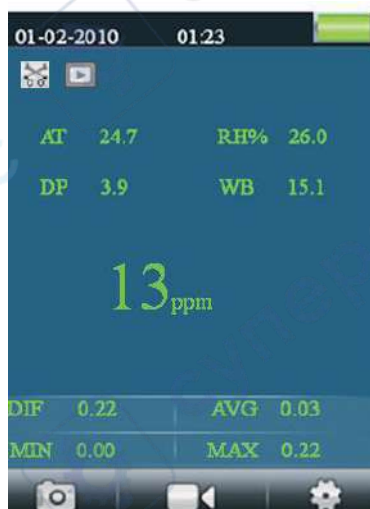 01-02-2010 01:23
AT 24.7 RH% 26.0
DP 3.9 WB 15.1
13ppm
DIF 0.22 AVG 0.03
MIN 0.00 MAX 0.22